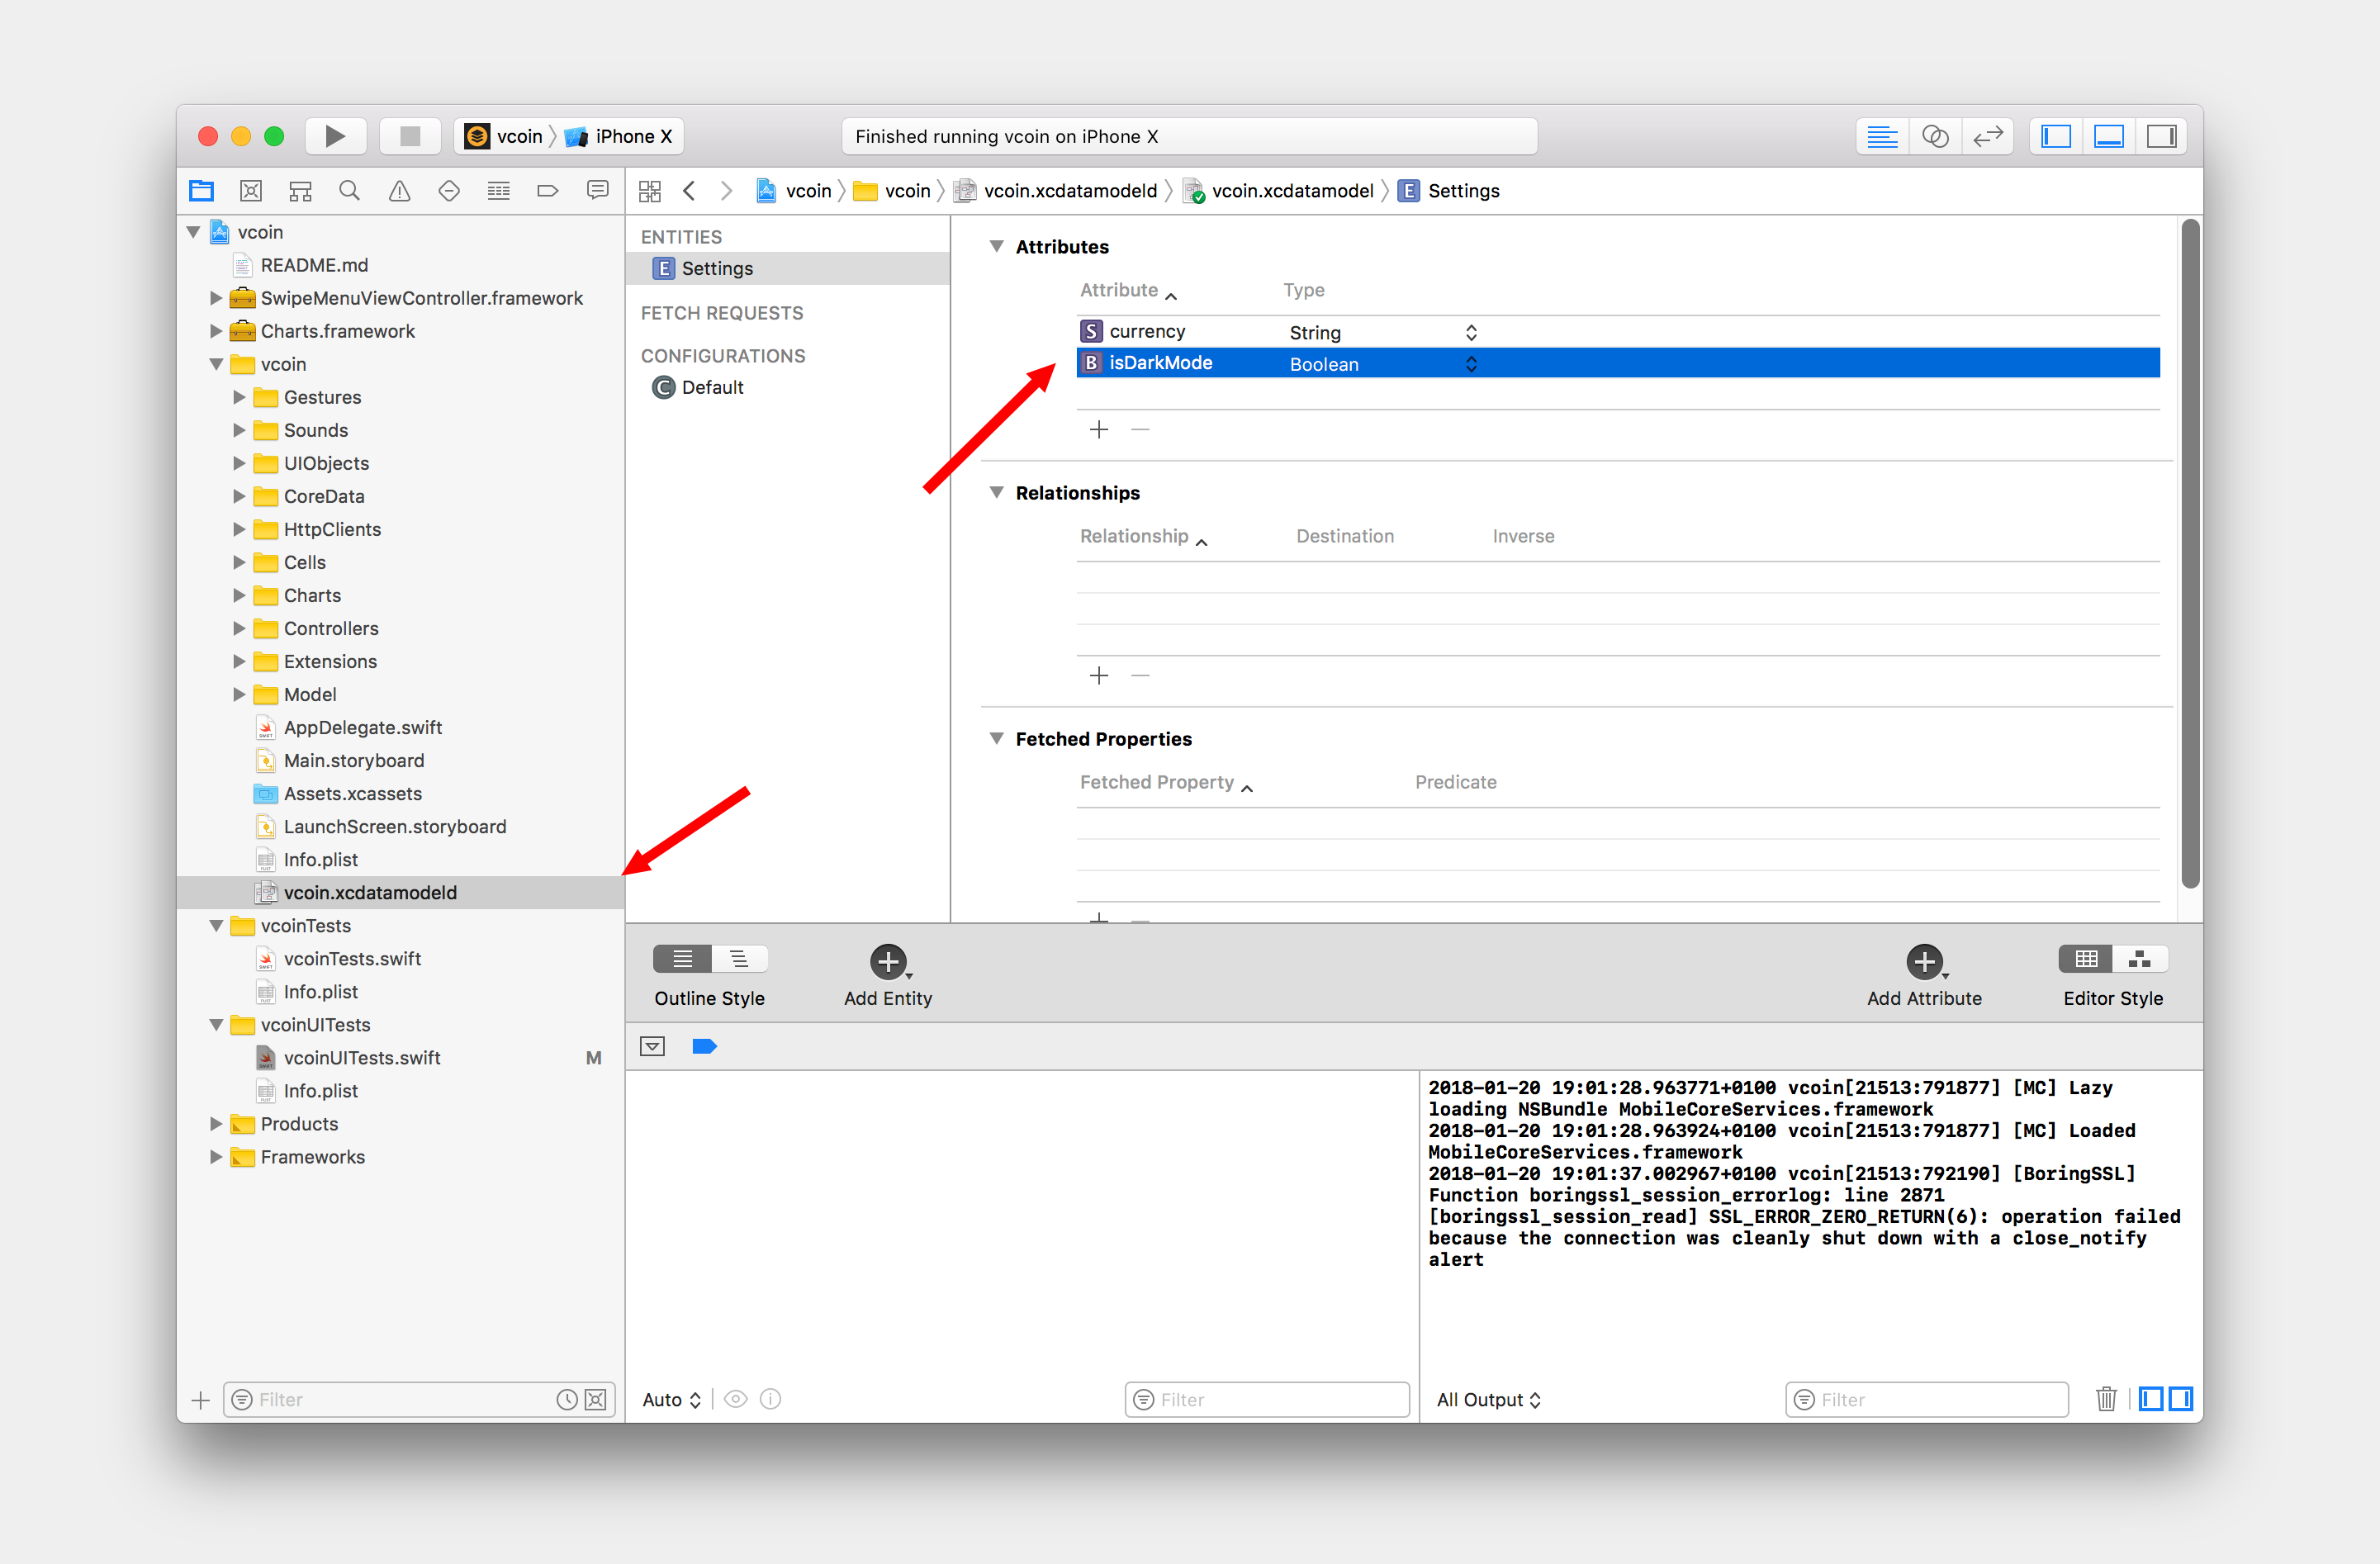 vcoin
iPhone X
Finished running vcoin on iPhone X
vcoin
vcoin
vcoin.xcdatamodeld
vcoin.xcdatamodel
E Settings
vcoin
README.md
SwipeMenuViewController.framework
Charts.framework
vcoin
Gestures
Sounds
UIObjects
CoreData
HttpClients
Cells
Charts
Controllers
Extensions
Model
AppDelegate.swift
Main.storyboard
Assets.xcassets
LaunchScreen.storyboard
Info.plist
vcoin.xcdatamodeld
vcoinTests
vcoinTests.swift
Info.plist
vcoinUITests
vcoinUITests.swift M
Info.plist
Products
Frameworks
Filter
ENTITIES
E Settings
FETCH REQUESTS
CONFIGURATIONS
C Default
Attributes
Attribute Type
S currency String
B isDarkMode Boolean
Relationships
Relationship Destination Inverse
Fetched Properties
Fetched Property Predicate
Outline Style
Add Entity
Add Attribute
Editor Style
2018-01-20 19:01:28.963771+0100 vcoin[21513:791877] [MC] Lazy
loading NSBundle MobileCoreServices.framework
2018-01-20 19:01:28.963924+0100 vcoin[21513:791877] [MC] Loaded
MobileCoreServices.framework
2018-01-20 19:01:37.002967+0100 vcoin[21513:792190] [BoringSSL]
Function boringssl_session_errorlog: line 2871
[boringssl_session_read] SSL_ERROR_ZERO_RETURN(6): operation failed
because the connection was cleanly shut down with a close_notify
alert
Auto
Filter
All Output
Filter